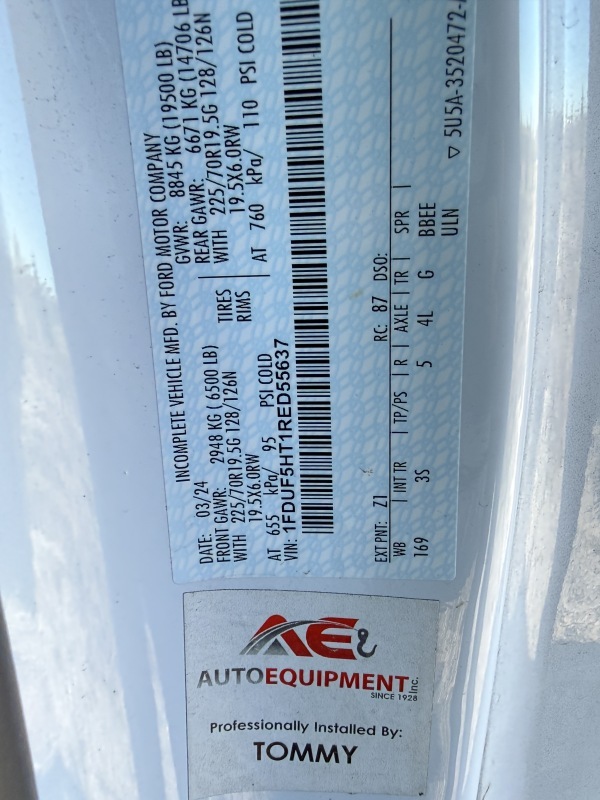 INCOMPLETE VEHICLE MFD. BY FORD MOTOR COMPANY
DATE: 03/24 GVWR: 8845 KG (19500 LB)
FRONT GAWR: 2948 KG (6500 LB) REAR GAWR: 6671 KG (14706 LB
WITH 225/70R19.5G 128/126N TIRES WITH 225/70R19.5G 128/126N
19.5X6.0RW RIMS 19.5X6.0RW
AT 655 kPa/ 95 PSI COLD AT 760 kPa/ 110 PSI COLD
VIN: 1FDUF5HT1RED55637
EXT PNT: Z1 RC: 87 DSO:
WB INT TR TP/PS R AXLE TR SPR
169 3S 5 4L G BBEE
ULN
▽ 5U5A-3520472-
AE
AUTOEQUIPMENT Inc.
SINCE 1928
Professionally Installed By:
TOMMY